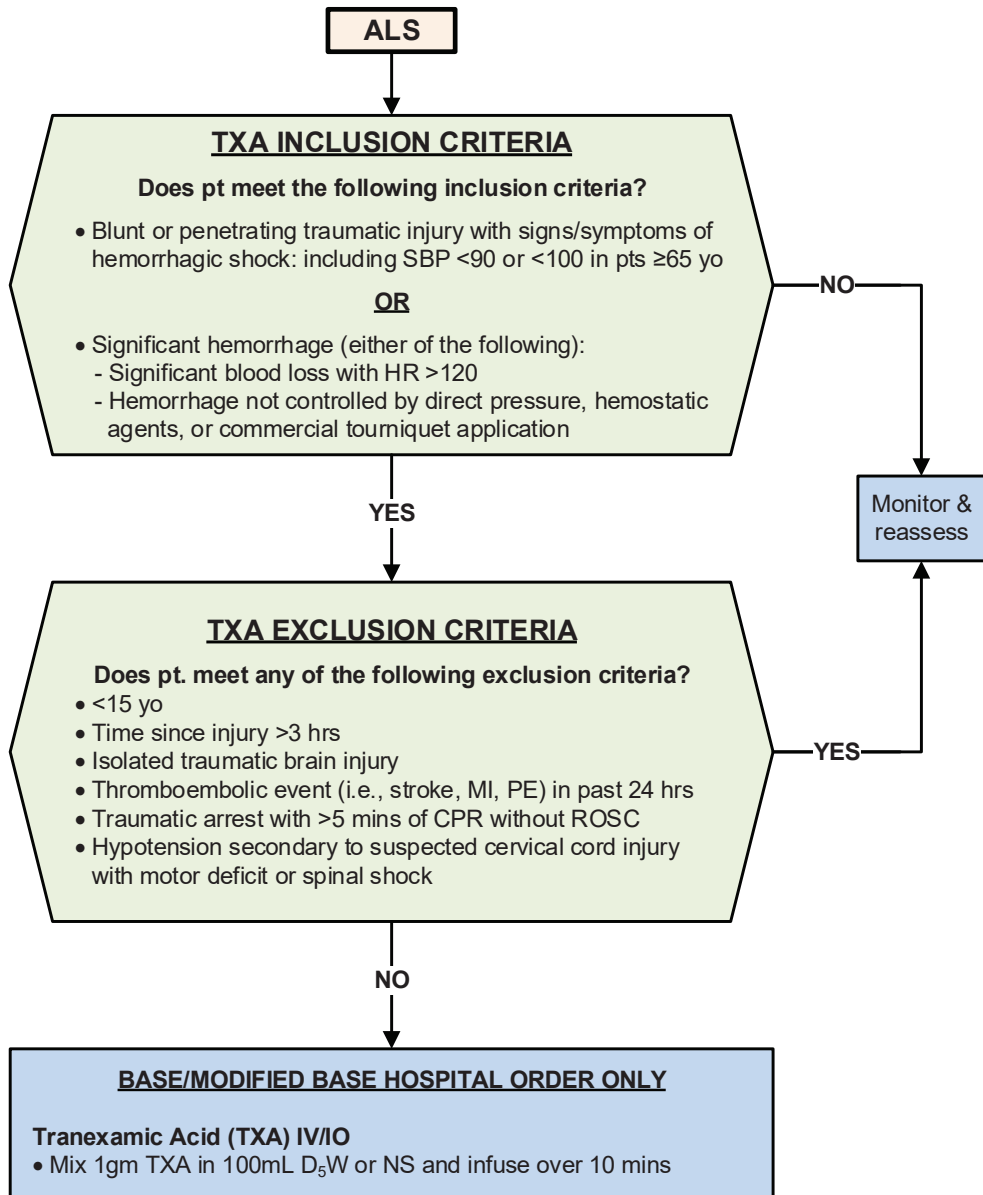 ALS
TXA INCLUSION CRITERIA
Does pt meet the following inclusion criteria?
• Blunt or penetrating traumatic injury with signs/symptoms of
hemorrhagic shock: including SBP <90 or <100 in pts ≥65 yo
OR
• Significant hemorrhage (either of the following):
- Significant blood loss with HR >120
- Hemorrhage not controlled by direct pressure, hemostatic
agents, or commercial tourniquet application
NO
YES
Monitor &
reassess
TXA EXCLUSION CRITERIA
Does pt. meet any of the following exclusion criteria?
• <15 yo
• Time since injury >3 hrs
• Isolated traumatic brain injury
• Thromboembolic event (i.e., stroke, MI, PE) in past 24 hrs
• Traumatic arrest with >5 mins of CPR without ROSC
• Hypotension secondary to suspected cervical cord injury
with motor deficit or spinal shock
YES
NO
BASE/MODIFIED BASE HOSPITAL ORDER ONLY
Tranexamic Acid (TXA) IV/IO
• Mix 1gm TXA in 100mL D₅W or NS and infuse over 10 mins